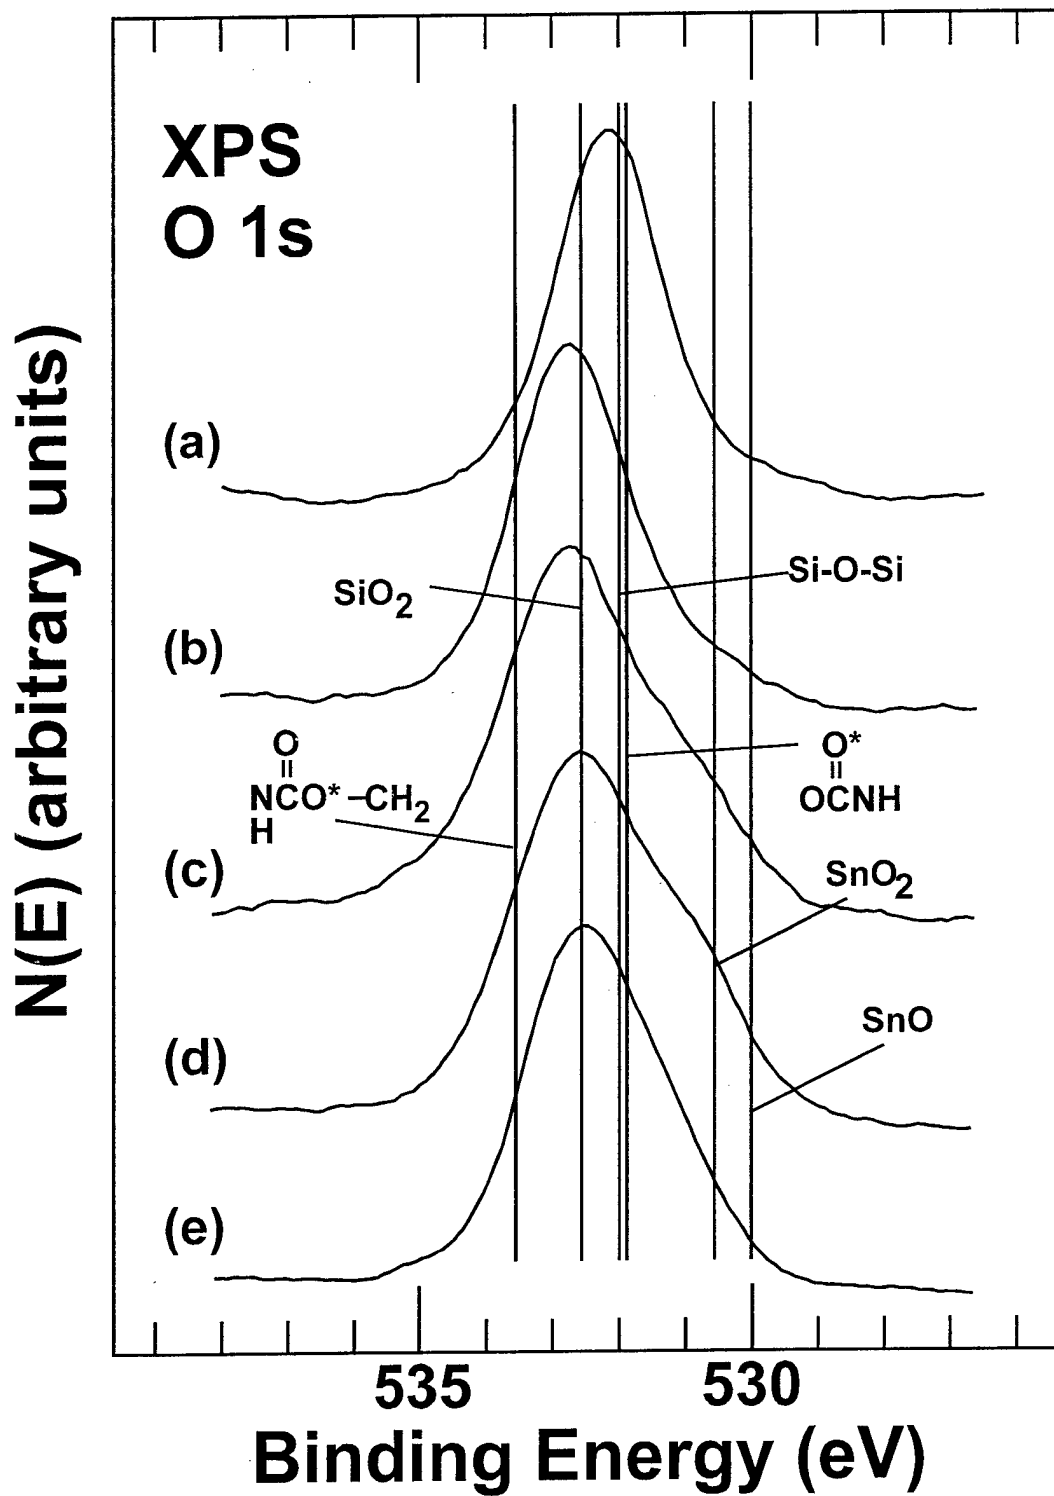 XPS
O 1s
N(E) (arbitrary units)
(a)
Si-O-Si
SiO2
(b)
O
NCO*–CH2
H
O*
OCNH
(c)
SnO2
SnO
(d)
(e)
535 530
Binding Energy (eV)